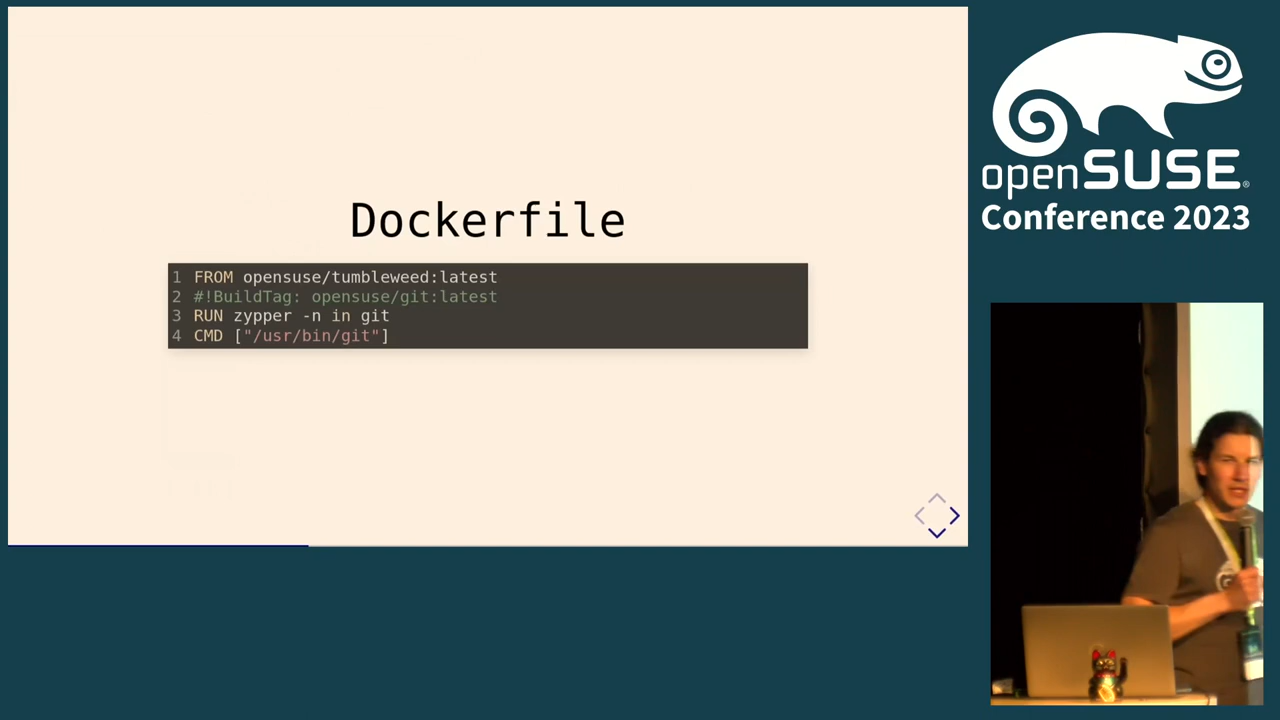 Dockerfile
1 FROM opensuse/tumbleweed:latest
2 #!BuildTag: opensuse/git:latest
3 RUN zypper -n in git
4 CMD ["/usr/bin/git"]
openSUSE®
Conference 2023